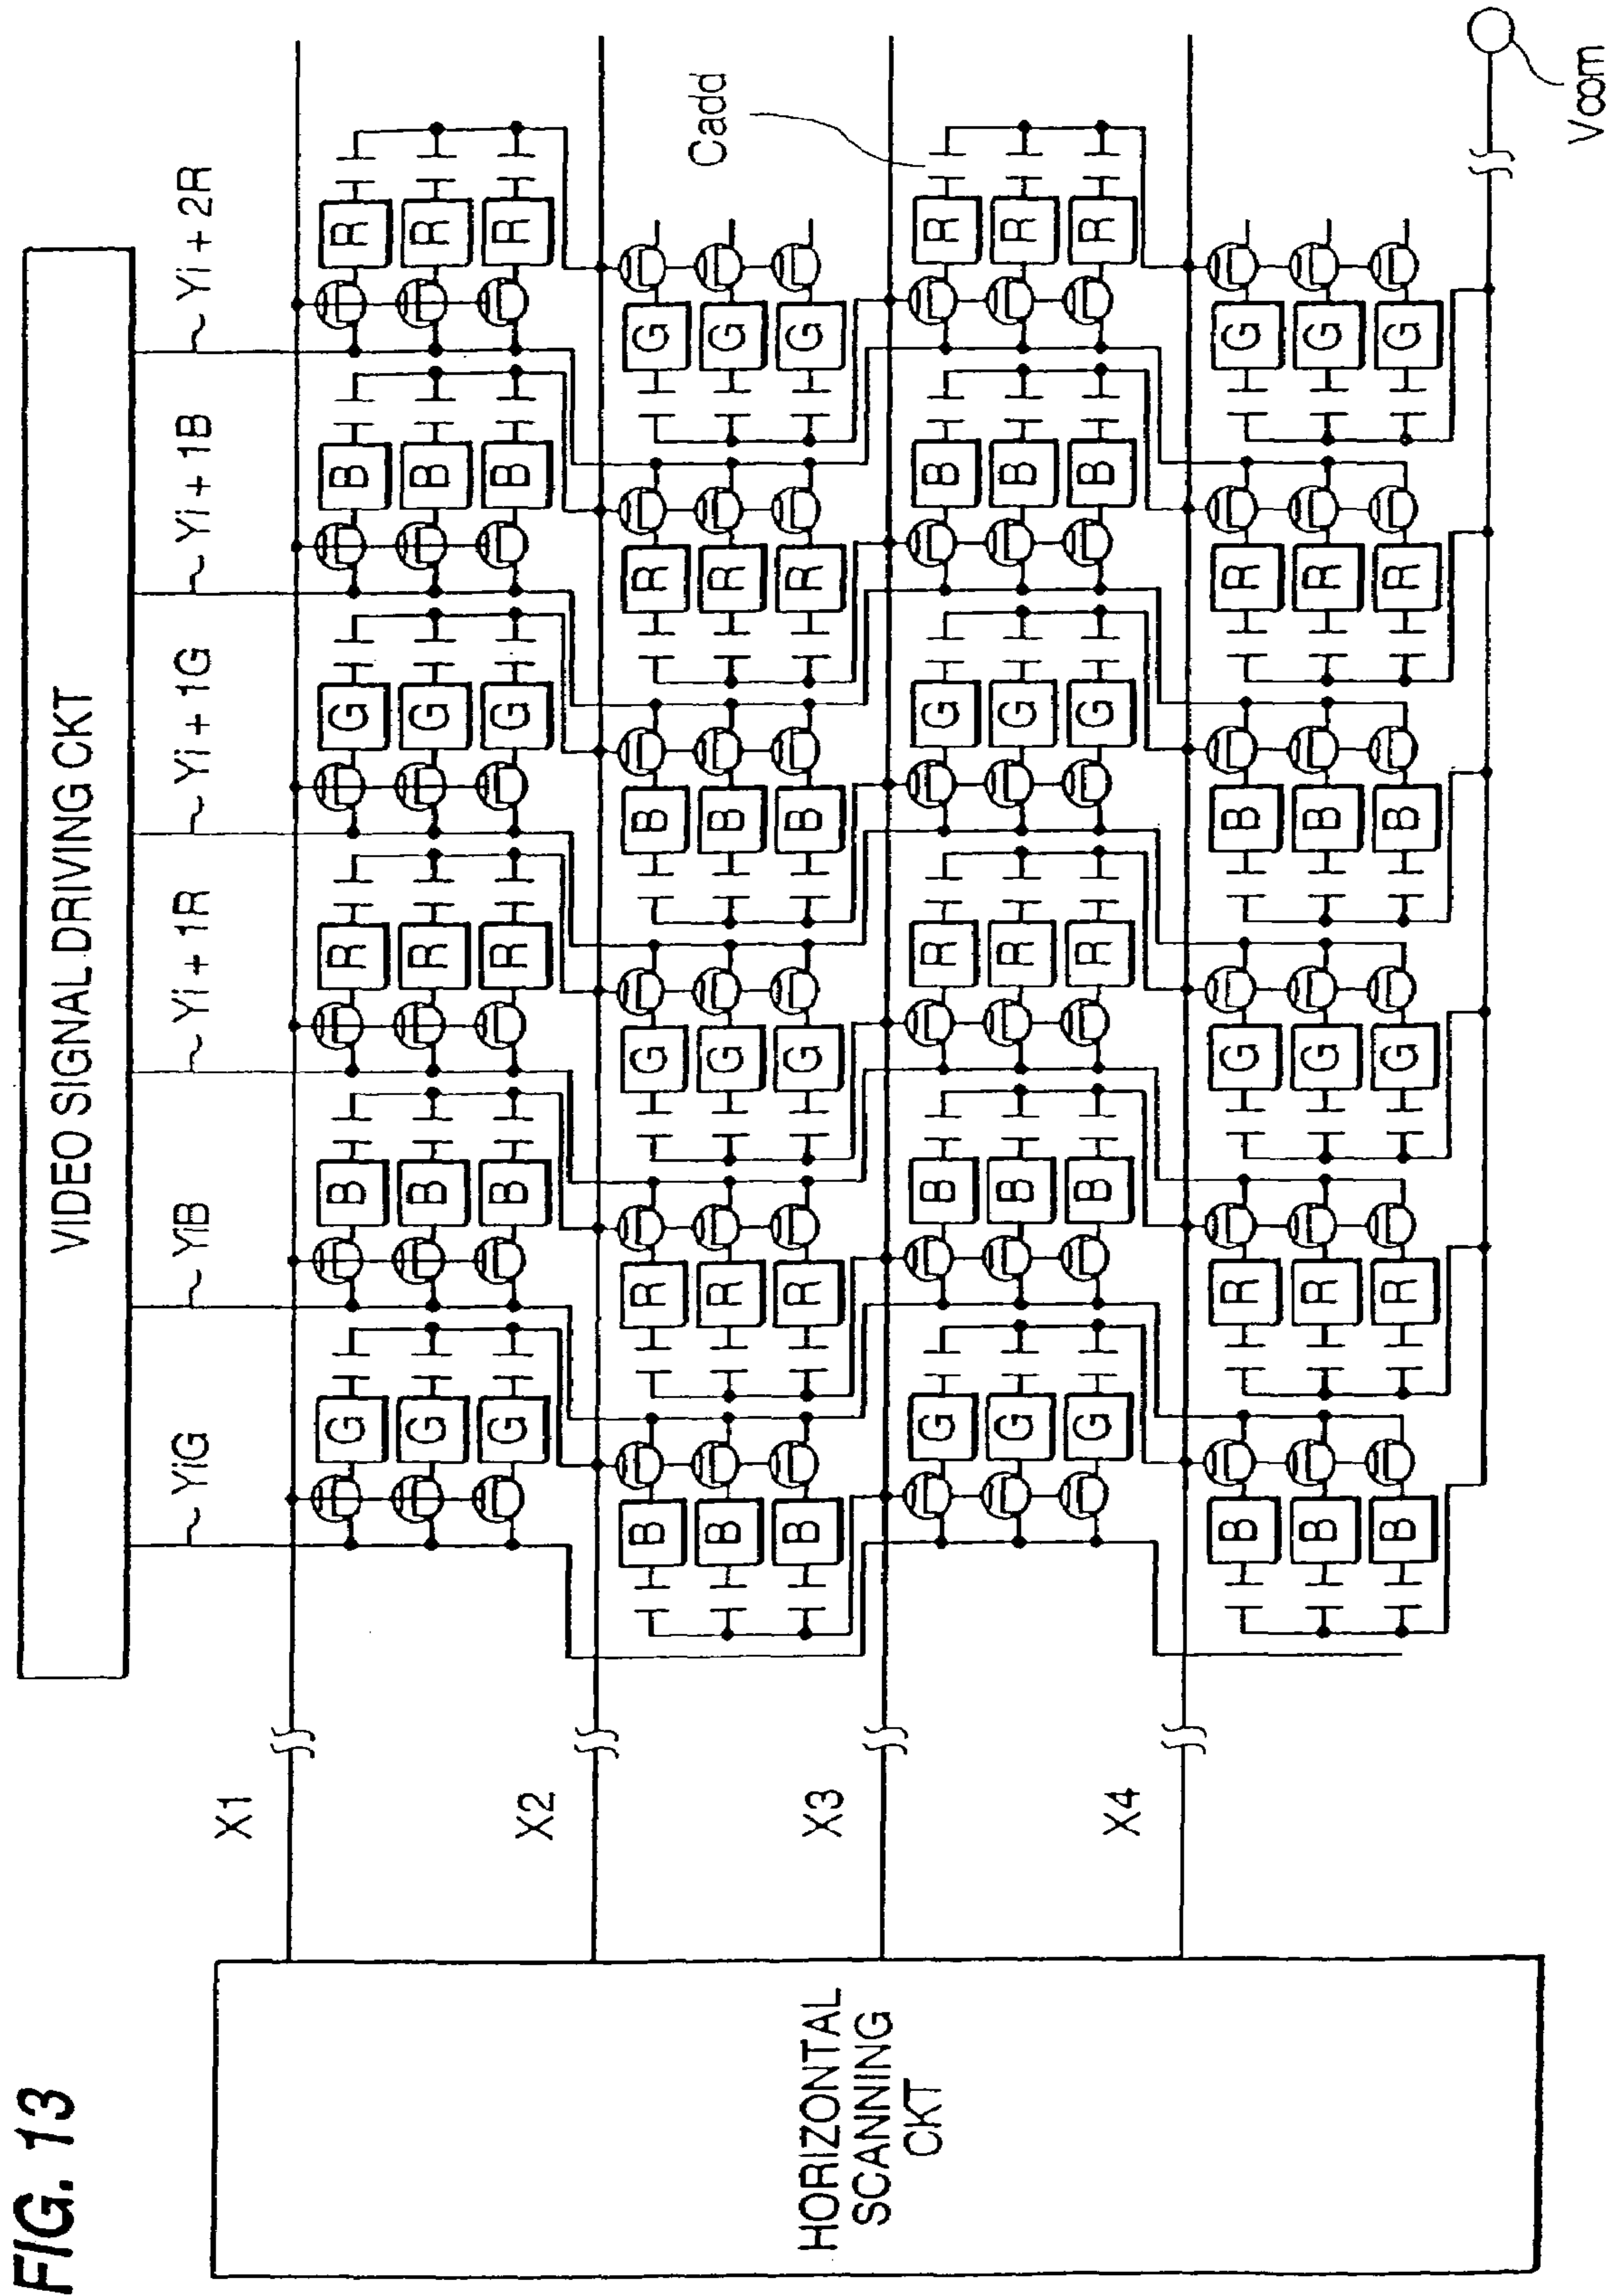 FIG. 13
VIDEO SIGNAL DRIVING CKT
YiG YiB Yi + 1R Yi + 1G Yi + 1B Yi + 2R
X1
G B R G B R
G B R G B R
G B R G B R
X2
B R G B R G
Cadd
B R G B R G
B R G B R G
X3
HORIZONTAL
SCANNING
CKT
G B R G B R
G B R G B R
G B R G B R
X4
B R G B R G
B R G B R G
B R G B R G
Vcom